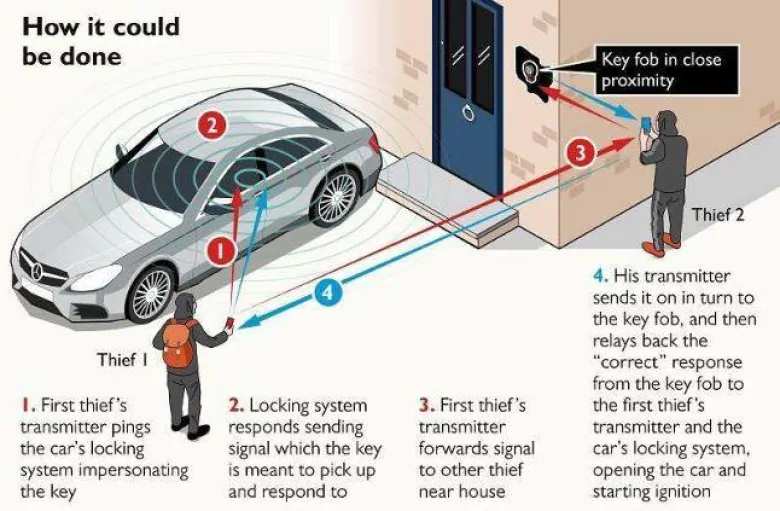 How it could
be done
Key fob in close
proximity
2
3
1
4
Thief 2
Thief 1
1. First thief's
transmitter pings
the car's locking
system impersonating
the key
2. Locking system
responds sending
signal which the key
is meant to pick up
and respond to
3. First thief's
transmitter
forwards signal
to other thief
near house
4. His transmitter
sends it on in turn to
the key fob, and then
relays back the
"correct" response
from the key fob to
the first thief's
transmitter and the
car's locking system,
opening the car and
starting ignition